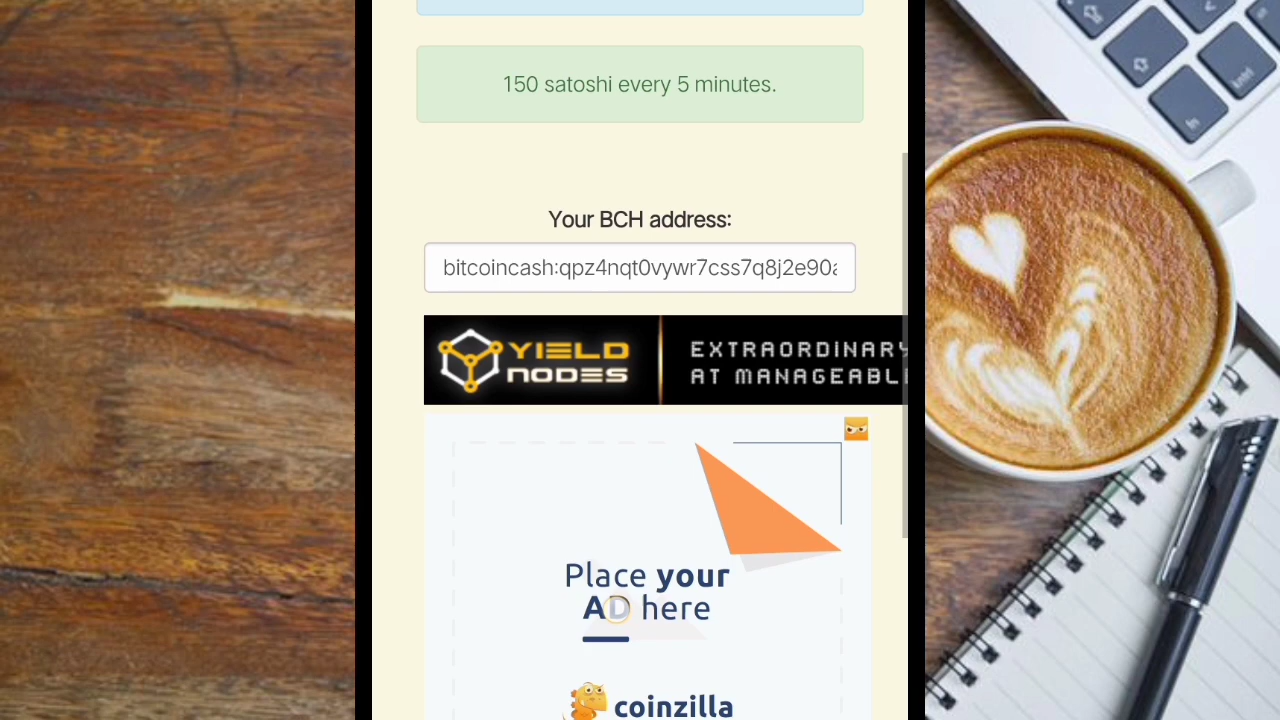 150 satoshi every 5 minutes.
Your BCH address:
bitcoincash:qpz4nqt0vywr7css7q8j2e90
YIELD
NODES
EXTRAORDINARY
AT MANAGEABL
Place your
AD here
coinzilla
fn